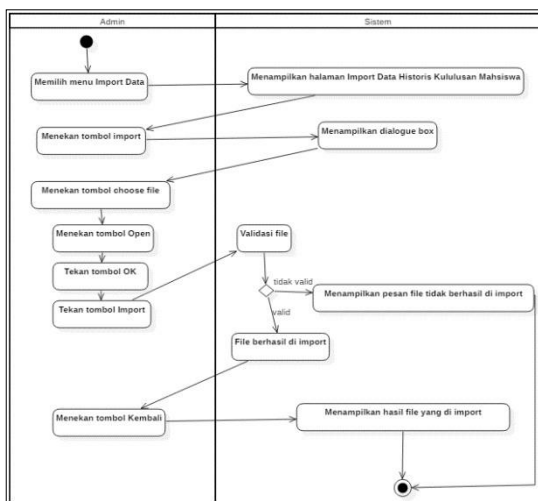 Admin
Sistem
Memilih menu Import Data
Menampilkan halaman Import Data Historis Kululusan Mahsiswa
Menekan tombol import
Menampilkan dialogue box
Menekan tombol choose file
Menekan tombol Open
Validasi file
Tekan tombol OK
tidak valid
Tekan tombol Import
Menampilkan pesan file tidak berhasil di import
valid
File berhasil di import
Menekan tombol Kembali
Menampilkan hasil file yang di import